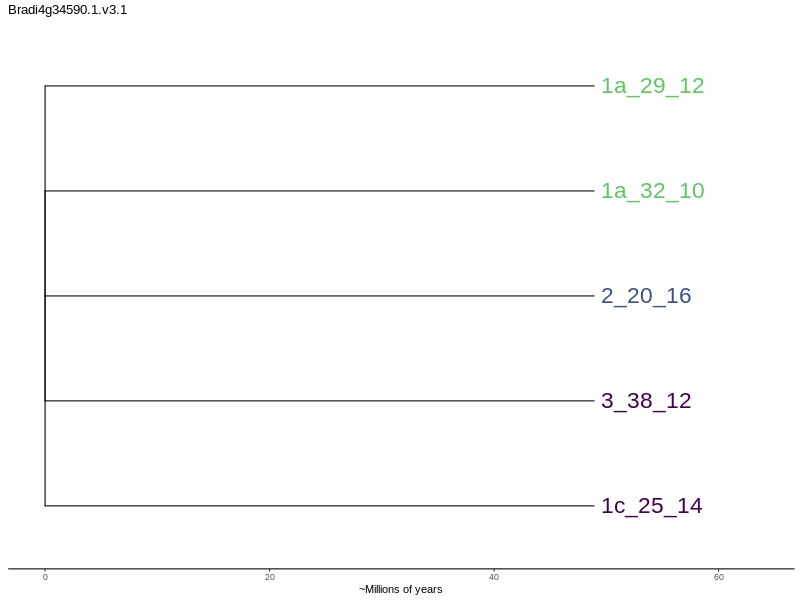 Bradi4g34590.1.v3.1
1a_29_12
1a_32_10
2_20_16
3_38_12
1c_25_14
0 20 40 60
~Millions of years